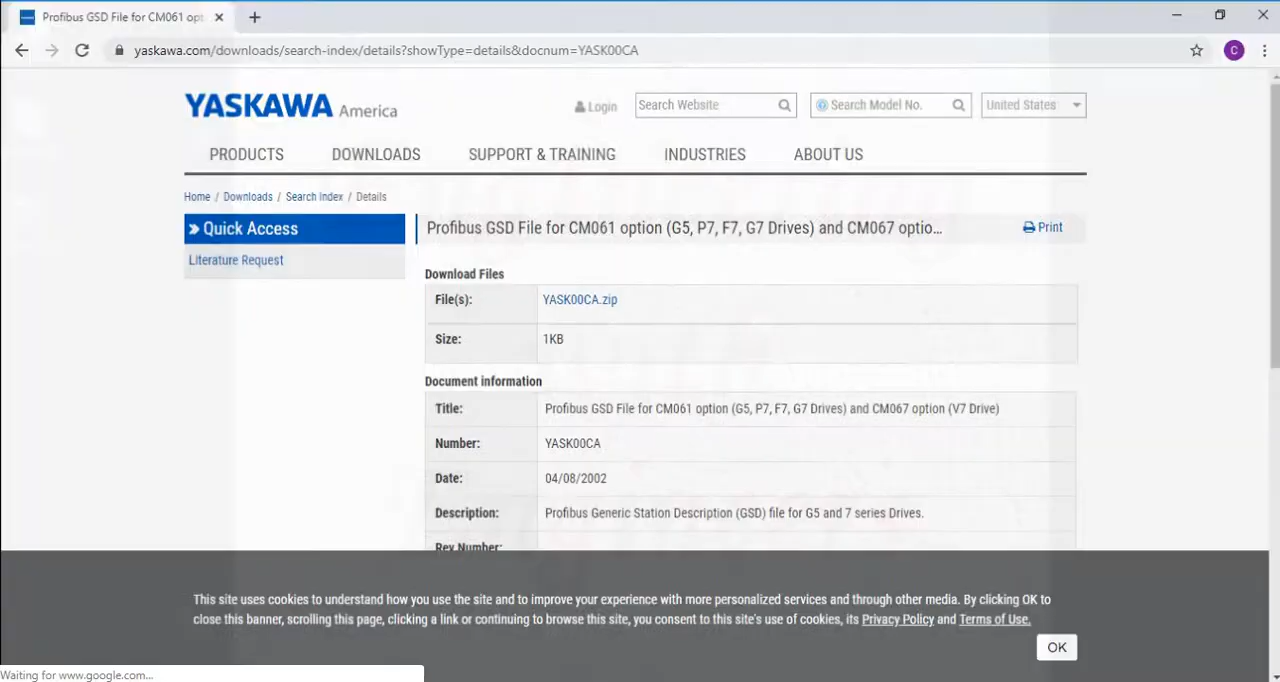 Profibus GSD File for CM061 opt
yaskawa.com/downloads/search-index/details?showType=details&docnum=YASK00CA
C
YASKAWA America
Login
Search Website
Search Model No.
United States
PRODUCTS
DOWNLOADS
SUPPORT & TRAINING
INDUSTRIES
ABOUT US
Home / Downloads / Search Index / Details
Quick Access
Literature Request
Profibus GSD File for CM061 option (G5, P7, F7, G7 Drives) and CM067 optio...
Print
Download Files
File(s): YASK00CA.zip
Size: 1KB
Document information
Title: Profibus GSD File for CM061 option (G5, P7, F7, G7 Drives) and CM067 option (V7 Drive)
Number: YASK00CA
Date: 04/08/2002
Description: Profibus Generic Station Description (GSD) file for G5 and 7 series Drives.
Rev Number:
This site uses cookies to understand how you use the site and to improve your experience with more personalized services and through other media. By clicking OK to
close this banner, scrolling this page, clicking a link or continuing to browse this site, you consent to this site's use of cookies, its Privacy Policy and Terms of Use.
OK
Waiting for www.google.com...